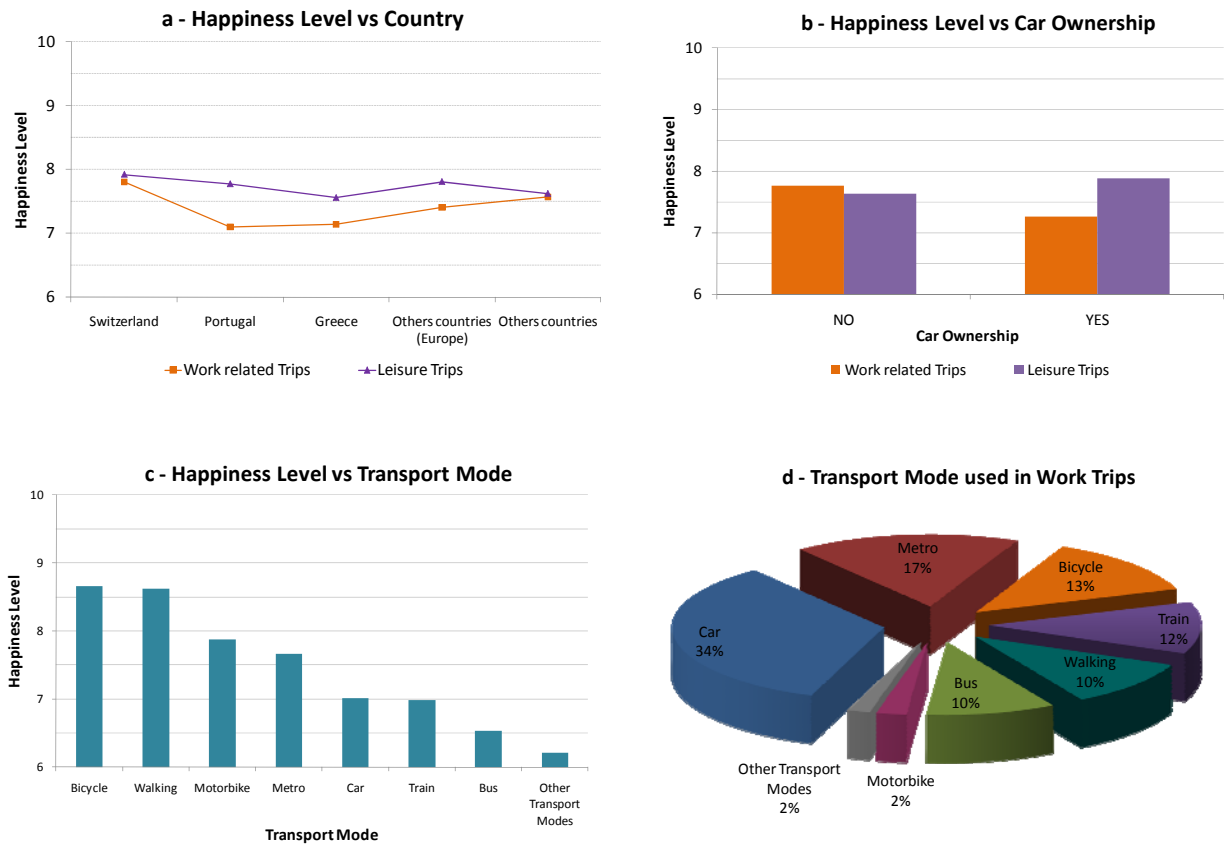 a - Happiness Level vs Country
10
9
8
7
6
Happiness Level
Switzerland
Portugal
Greece
Others countries
(Europe)
Others countries
Work related Trips
Leisure Trips
b - Happiness Level vs Car Ownership
10
9
8
7
6
Happiness Level
NO
YES
Car Ownership
Work related Trips
Leisure Trips
c - Happiness Level vs Transport Mode
10
9
8
7
6
Happiness Level
Bicycle
Walking
Motorbike
Metro
Car
Train
Bus
Other
Transport
Modes
Transport Mode
d - Transport Mode used in Work Trips
Metro
17%
Bicycle
13%
Train
12%
Walking
10%
Bus
10%
Motorbike
2%
Other Transport
Modes
2%
Car
34%